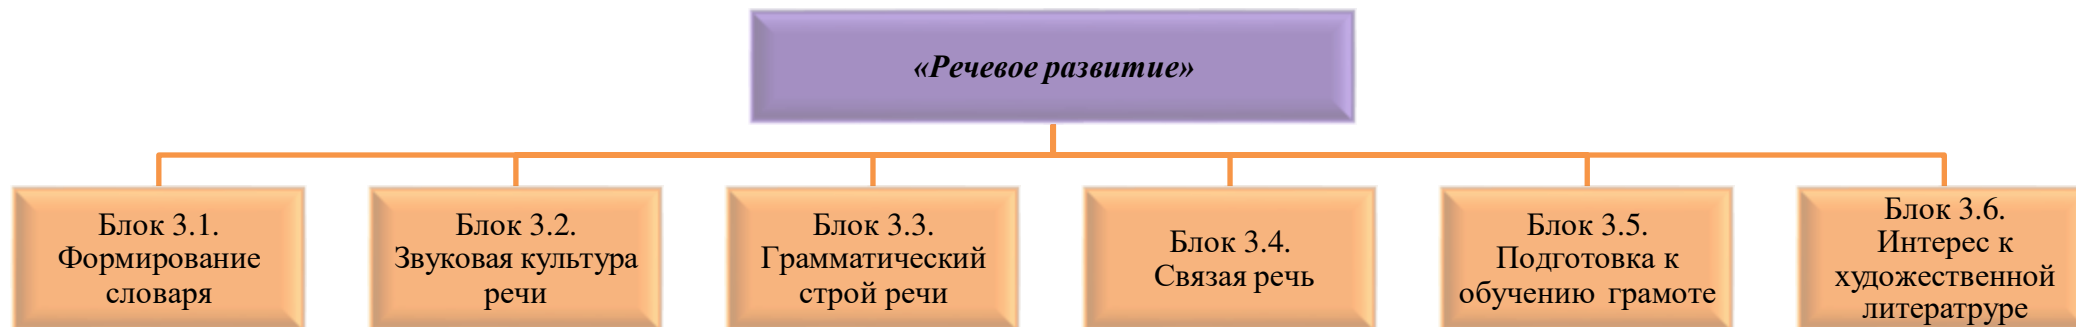 «Речевое развитие»
Блок 3.1.
Формирование
словаря
Блок 3.2.
Звуковая культура
речи
Блок 3.3.
Грамматический
строй речи
Блок 3.4.
Связая речь
Блок 3.5.
Подготовка к
обучению грамоте
Блок 3.6.
Интерес к
художественной
литератруре